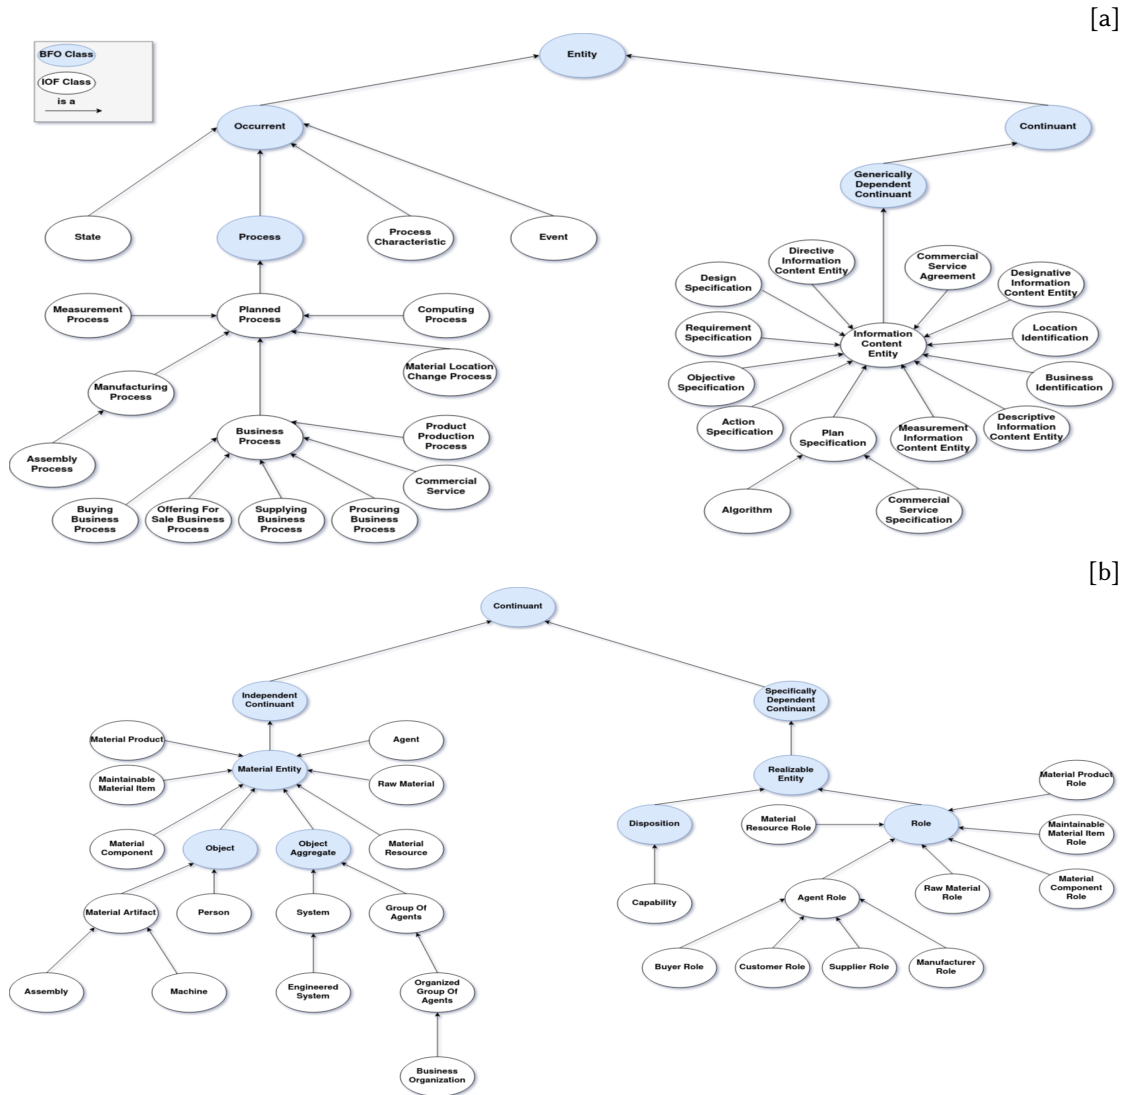 [a]
BFO Class
IOF Class
is a
Entity
Occurrent
Continuant
Generically
Dependent
Continuant
State
Process
Process
Characteristic
Event
Directive
Information
Content Entity
Commercial
Service
Agreement
Design
Specification
Designative
Information
Content Entity
Measurement
Process
Planned
Process
Computing
Process
Requirement
Specification
Information
Content
Entity
Location
Identification
Material Location
Change Process
Manufacturing
Process
Objective
Specification
Business
Identification
Action
Specification
Plan
Specification
Measurement
Information
Content Entity
Descriptive Information
Content Entity
Business
Process
Product
Production Process
Assembly
Process
Commercial
Service
Buying
Business
Process
Offering For
Sale Business
Process
Supplying
Business
Process
Procuring
Business
Process
Algorithm
Commercial
Service
Specification
[b]
Continuant
Independent
Continuant
Specifically
Dependent
Continuant
Material Product
Agent
Material Entity
Maintainable
Material Item
Raw Material
Realizable
Entity
Material Product
Role
Material
Component
Object
Object
Aggregate
Material
Resource
Disposition
Material
Resource Role
Role
Maintainable
Material Item Role
Material Artifact
Person
System
Group Of
Agents
Capability
Agent Role
Raw Material
Role
Material
Component Role
Assembly
Machine
Engineered
System
Organized
Group Of
Agents
Buyer Role
Customer Role
Supplier Role
Manufacturer
Role
Business
Organization